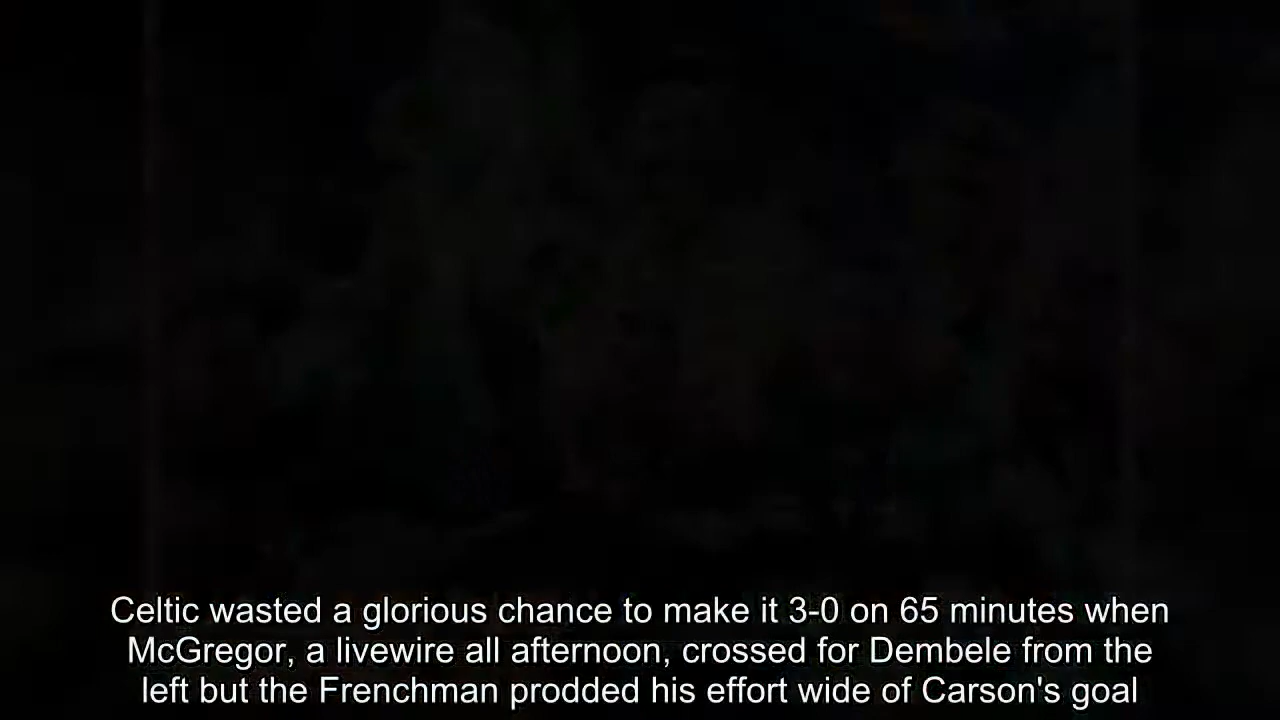 Celtic wasted a glorious chance to make it 3-0 on 65 minutes when
McGregor, a livewire all afternoon, crossed for Dembele from the
left but the Frenchman prodded his effort wide of Carson's goal